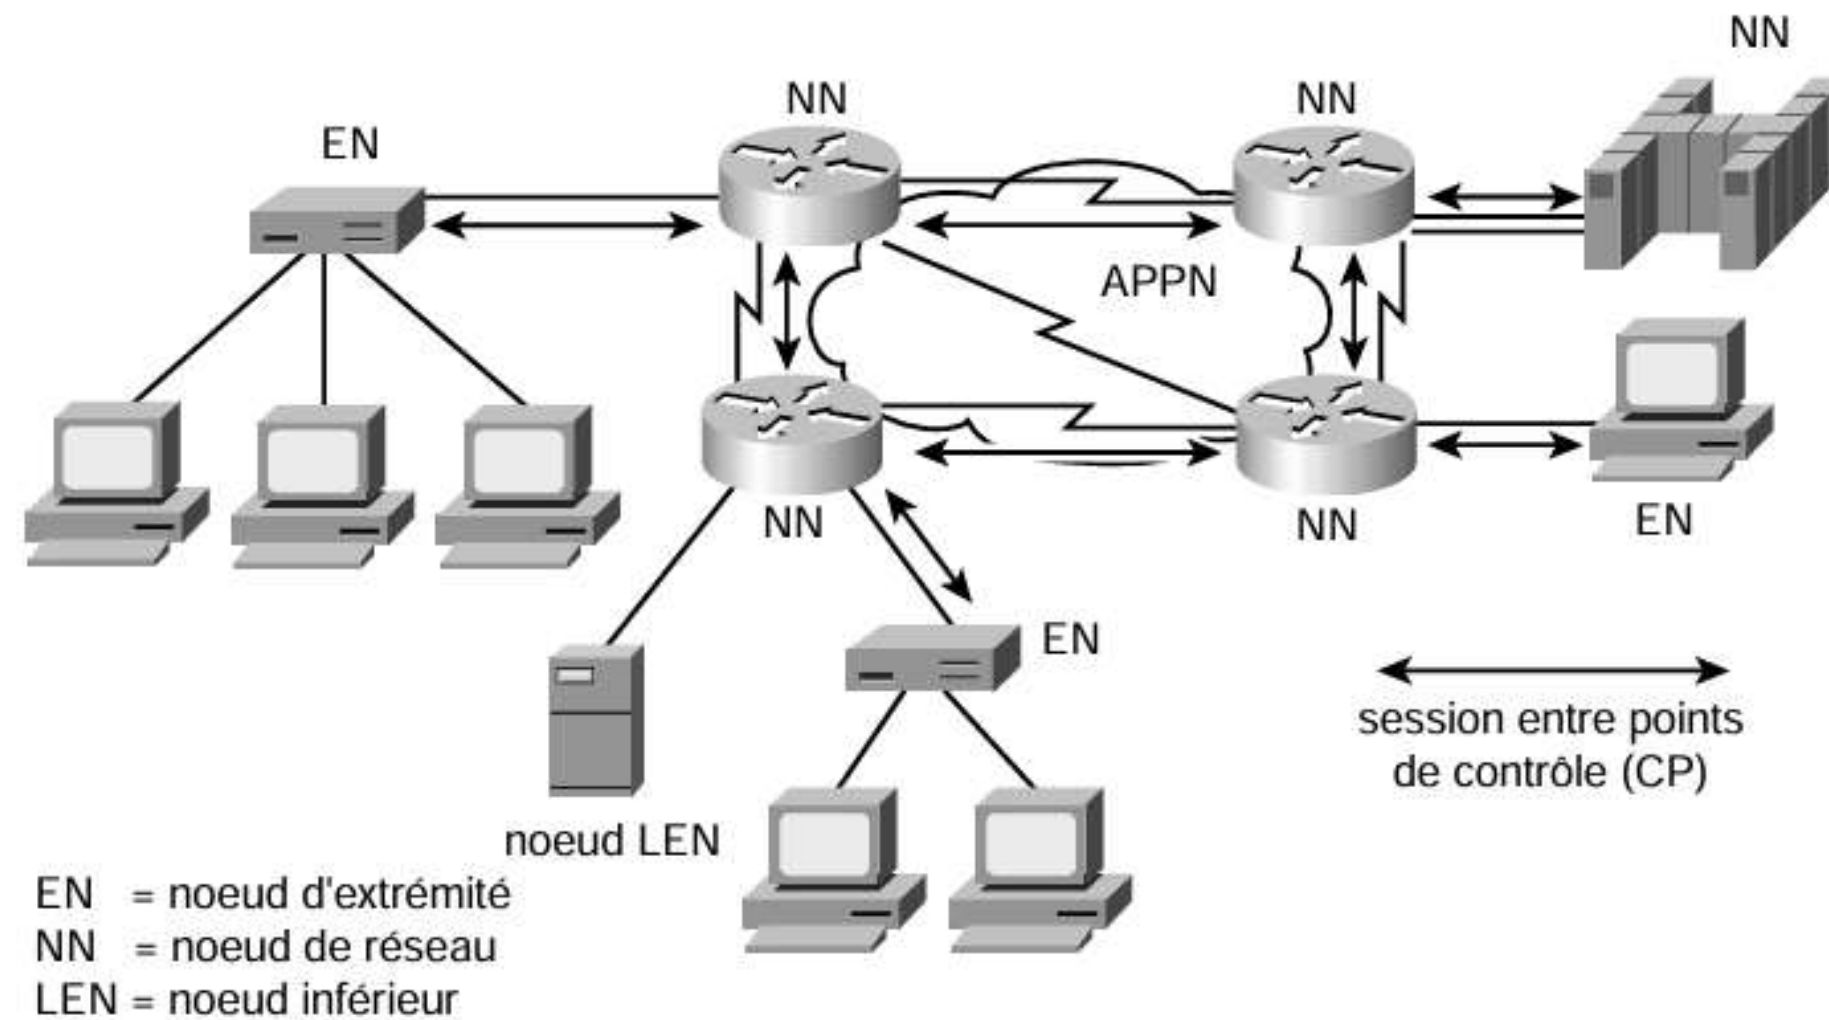 NN
NN
NN
EN
APPN
NN
NN
EN
EN
session entre points
de contrôle (CP)
noeud LEN
EN = noeud d'extrémité
NN = noeud de réseau
LEN = noeud inférieur